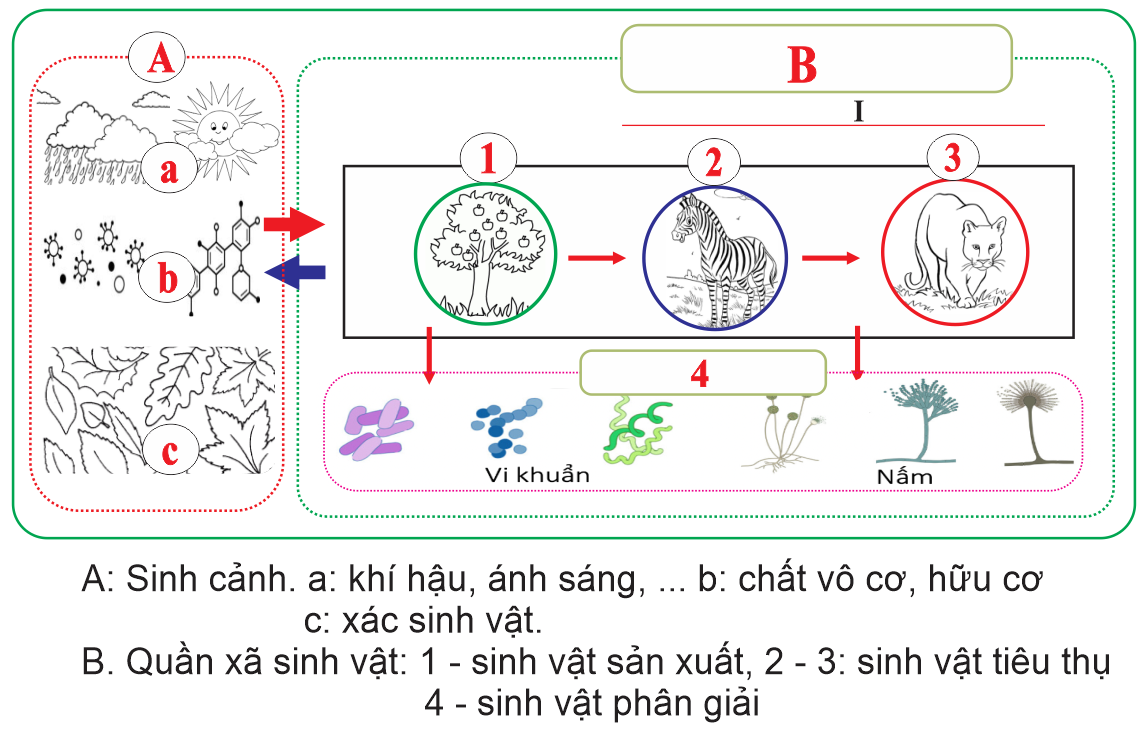 A
B
I
1
2
3
a
b
4
c
Vi khuẩn
Nấm
A: Sinh cảnh. a: khí hậu, ánh sáng, ... b: chất vô cơ, hữu cơ
c: xác sinh vật.
B. Quần xã sinh vật: 1 - sinh vật sản xuất, 2 - 3: sinh vật tiêu thụ
4 - sinh vật phân giải